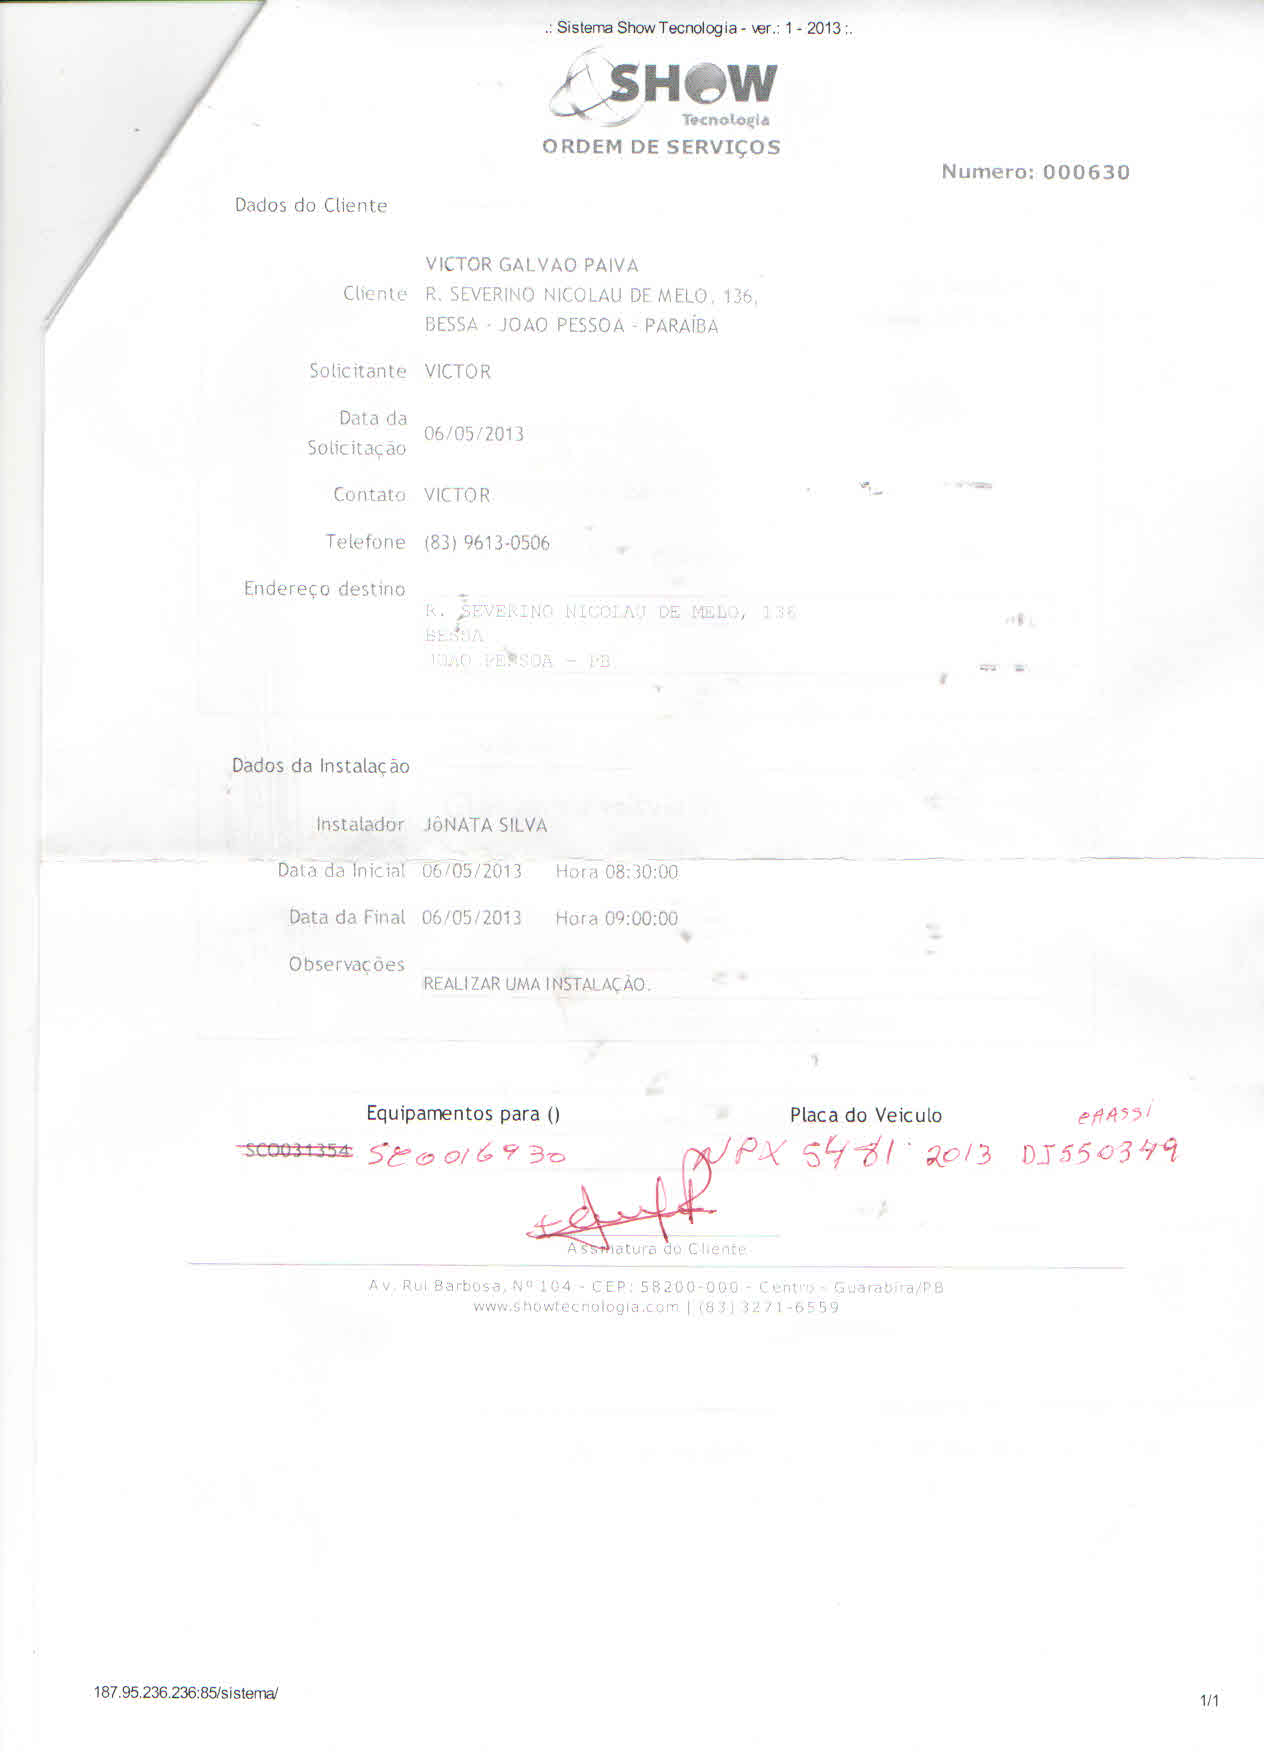 .: Sistema Show Tecnologia - ver.: 1 - 2013 :.
SHOW
Tecnologia
ORDEM DE SERVIÇOS
Numero: 000630
Dados do Cliente
VICTOR GALVAO PAIVA
Cliente R. SEVERINO NICOLAU DE MELO, 136,
BESSA - JOAO PESSOA - PARAÍBA
Solicitante VICTOR
Data da Solicitação 06/05/2013
Contato VICTOR
Telefone (83) 9613-0506
Endereço destino
R. SEVERINO NICOLAU DE MELO, 136
BESSA
JOAO PESSOA - PB
Dados da Instalação
Instalador JÔNATA SILVA
Data da Inicial 06/05/2013 Hora 08:30:00
Data da Final 06/05/2013 Hora 09:00:00
Observações
REALIZAR UMA INSTALAÇÃO.
Equipamentos para () Placa do Veiculo
SC0031354 2013 DJ550349
Assinatura do Cliente
Av. Rui Barbosa, Nº 104 - CEP: 58200-000 - Centro - Guarabira/PB
www.showtecnologia.com | (83) 3271-6559
187.95.236.236:85/sistema/
1/1